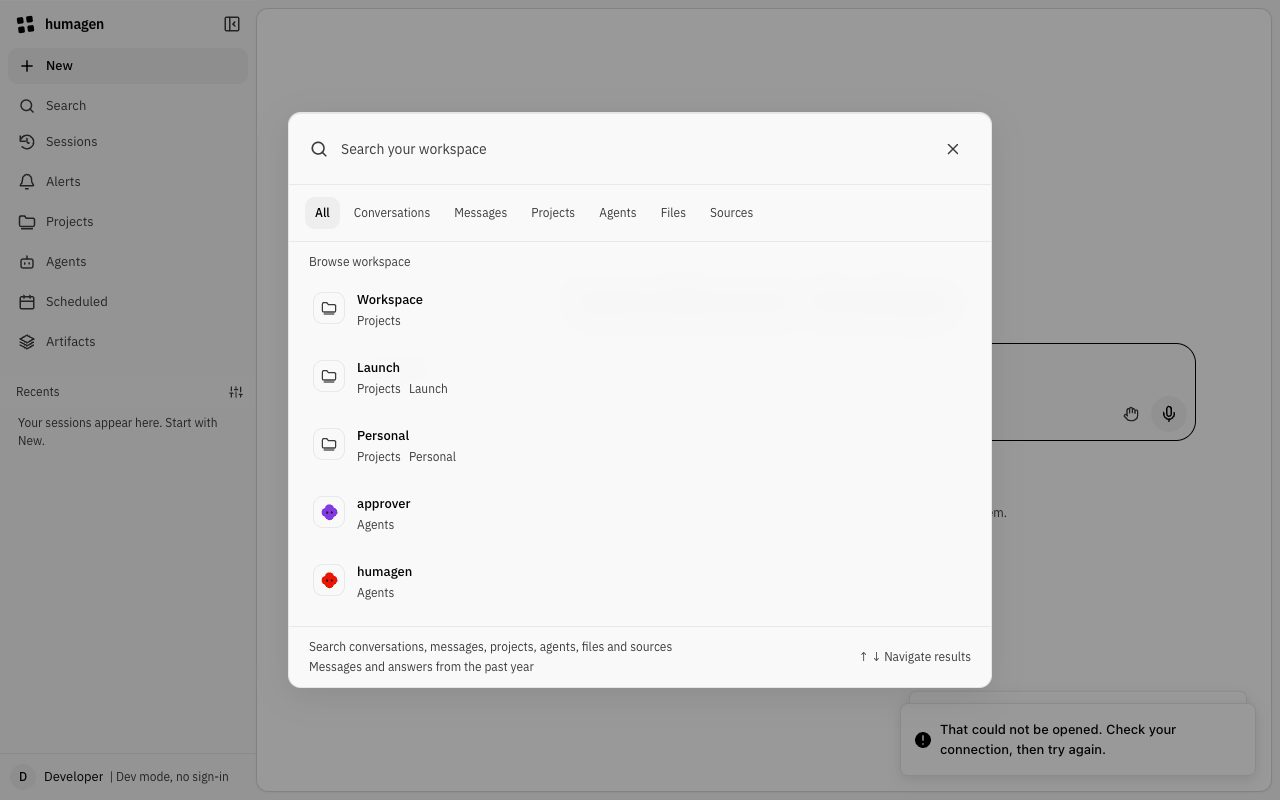 humagen
New
Search
Sessions
Alerts
Projects
Agents
Scheduled
Artifacts
Recents
Your sessions appear here. Start with
New.
D Developer | Dev mode, no sign-in
Search your workspace
All Conversations Messages Projects Agents Files Sources
Browse workspace
Workspace
Projects
Launch
Projects Launch
Personal
Projects Personal
approver
Agents
humagen
Agents
Search conversations, messages, projects, agents, files and sources
Messages and answers from the past year
↑ ↓ Navigate results
That could not be opened. Check your
connection, then try again.